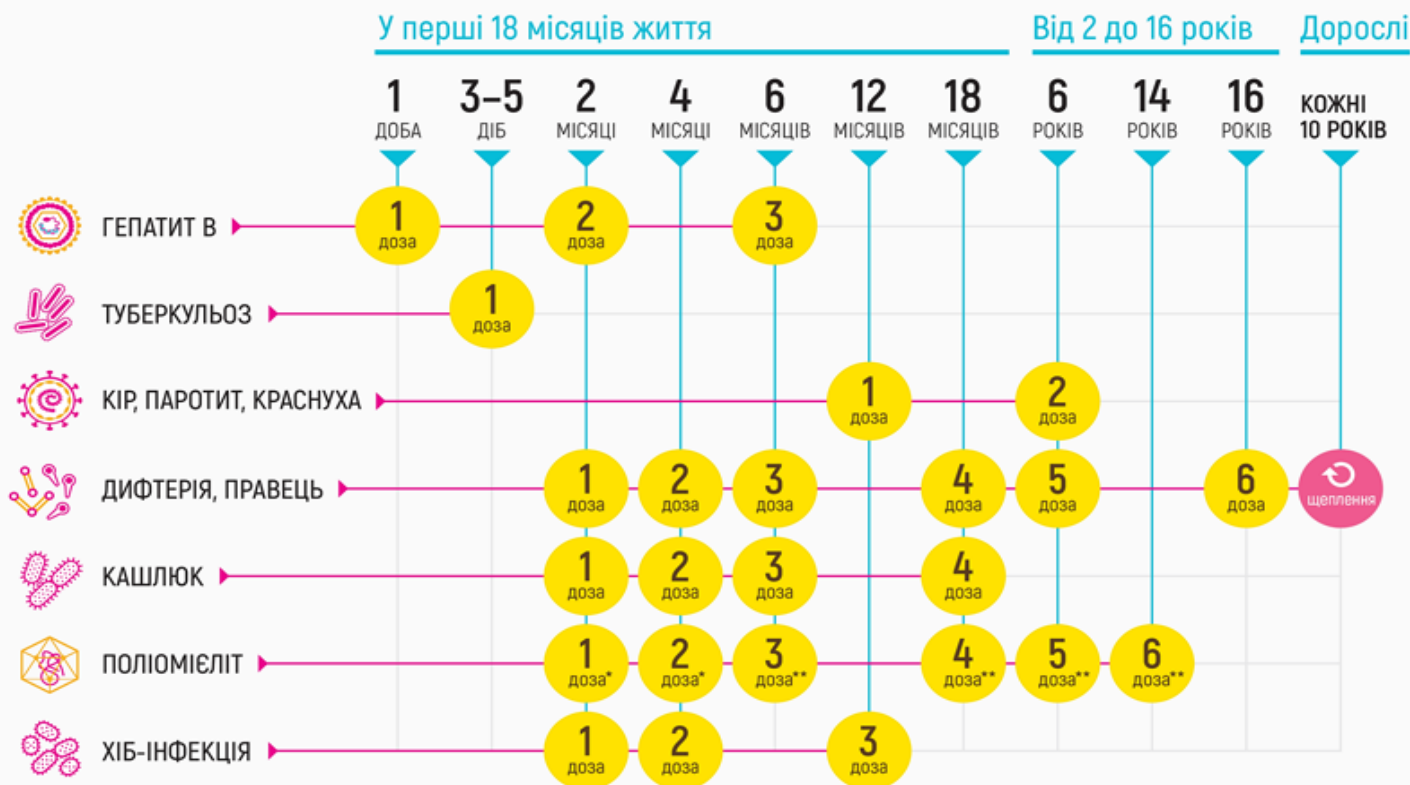 У перші 18 місяців життя
Від 2 до 16 років
Дорослі
1 ДОБА
3–5 ДІБ
2 МІСЯЦІ
4 МІСЯЦІ
6 МІСЯЦІВ
12 МІСЯЦІВ
18 МІСЯЦІВ
6 РОКІВ
14 РОКІВ
16 РОКІВ
КОЖНІ
10 РОКІВ
ГЕПАТИТ В
1 доза
2 доза
3 доза
ТУБЕРКУЛЬОЗ
1 доза
КІР, ПАРОТИТ, КРАСНУХА
1 доза
2 доза
ДИФТЕРІЯ, ПРАВЕЦЬ
1 доза
2 доза
3 доза
4 доза
5 доза
6 доза
щеплення
КАШЛЮК
1 доза
2 доза
3 доза
4 доза
ПОЛІОМІЄЛІТ
1 доза*
2 доза*
3 доза**
4 доза**
5 доза**
6 доза**
ХІБ-ІНФЕКЦІЯ
1 доза
2 доза
3 доза